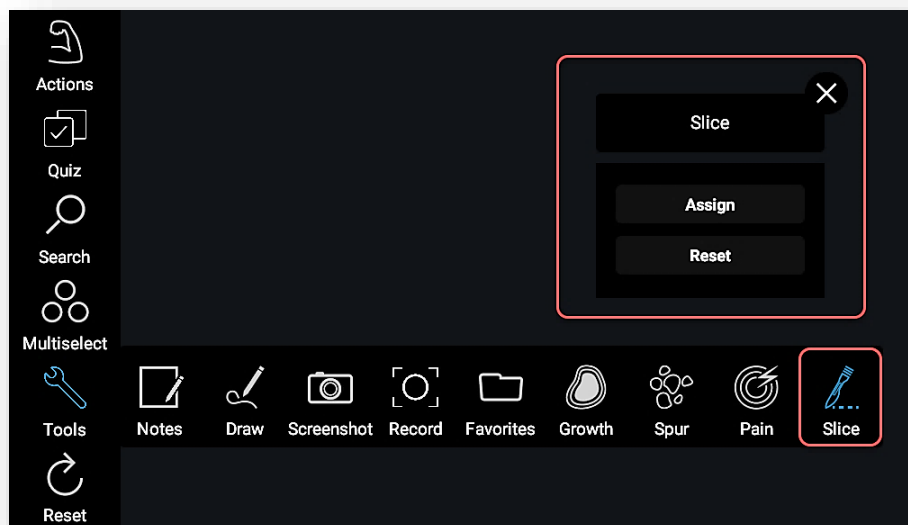 Actions
Quiz
Search
Multiselect
Tools
Reset
Slice
Assign
Reset
Notes
Draw
Screenshot
Record
Favorites
Growth
Spur
Pain
Slice